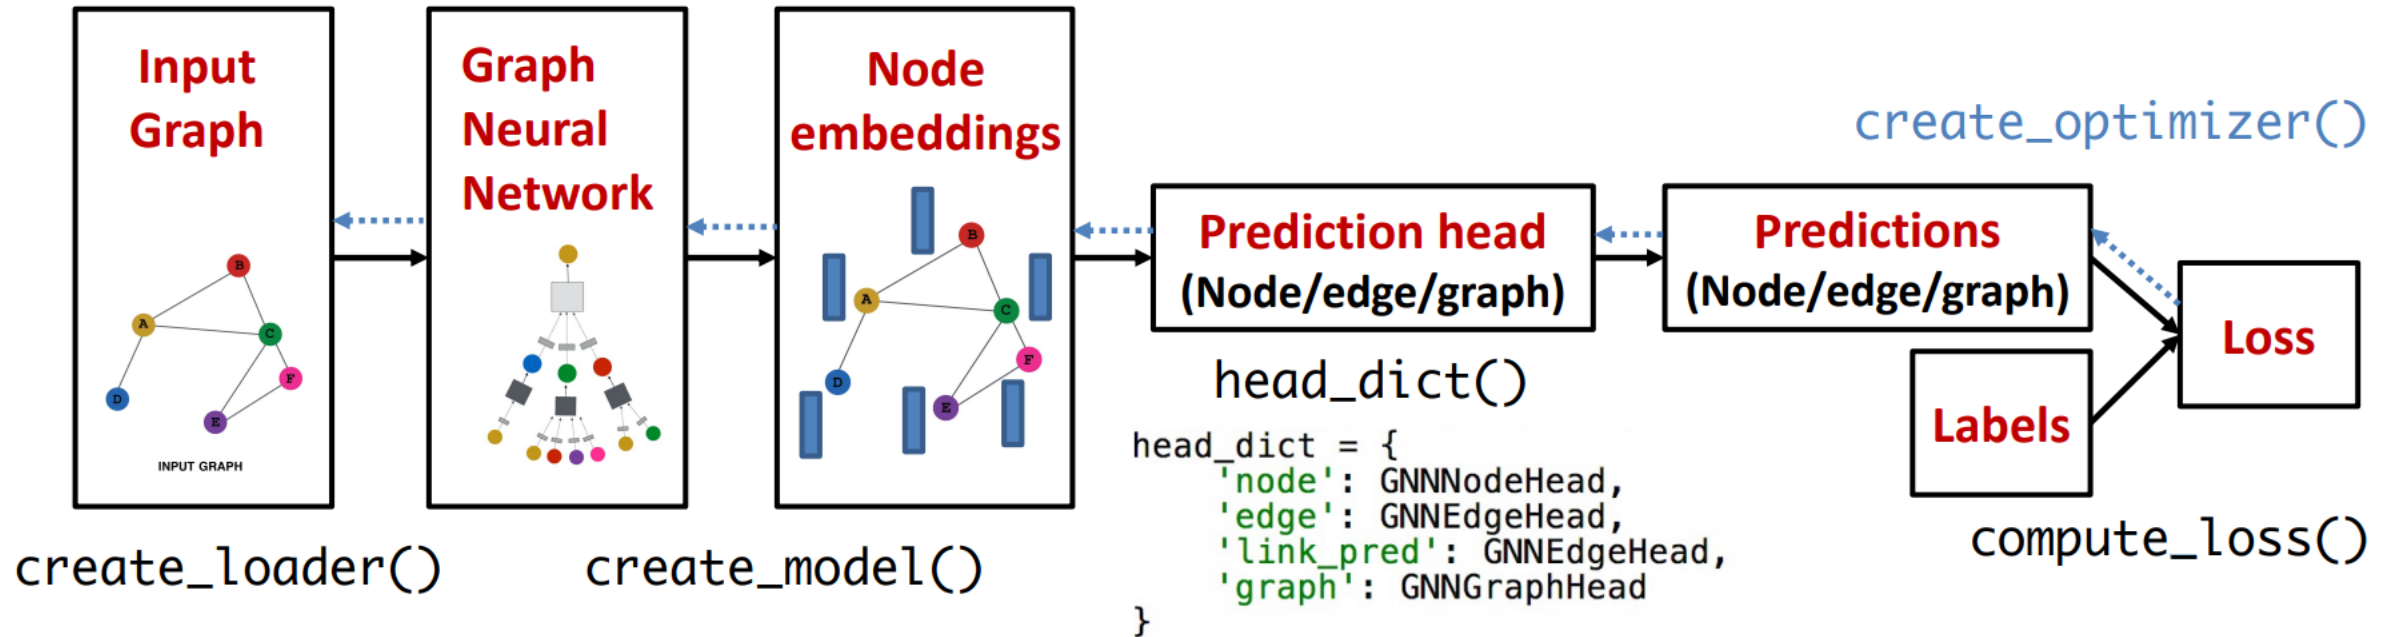 Input
Graph
B
A
C
F
D
E
INPUT GRAPH
create_loader()
Graph
Neural
Network
Node
embeddings
B
A
C
F
D
E
create_model()
Prediction head
(Node/edge/graph)
head_dict()
head_dict = {
    'node': GNNNodeHead,
    'edge': GNNEdgeHead,
    'link_pred': GNNEdgeHead,
    'graph': GNNGraphHead
}
create_optimizer()
Predictions
(Node/edge/graph)
Labels
Loss
compute_loss()